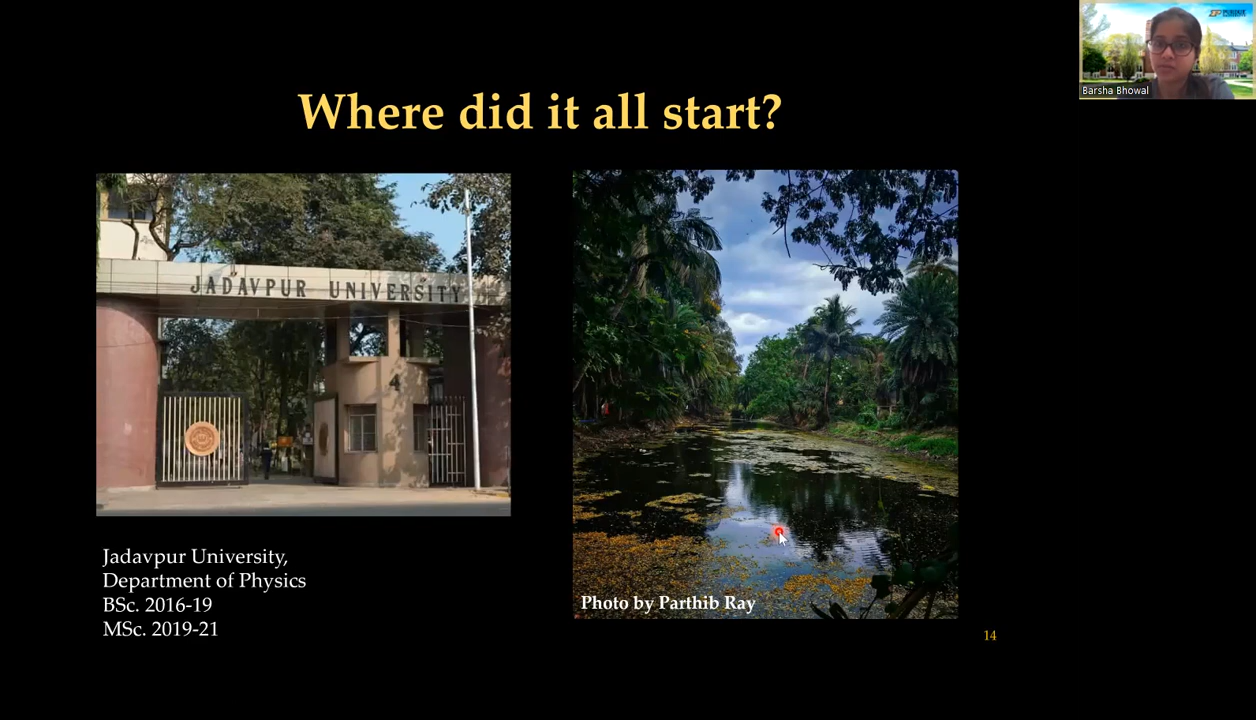 Where did it all start?
Barsha Bhowal
JADAVPUR UNIVERSITY
4
Jadavpur University,
Department of Physics
BSc. 2016-19
MSc. 2019-21
Photo by Parthib Ray
14